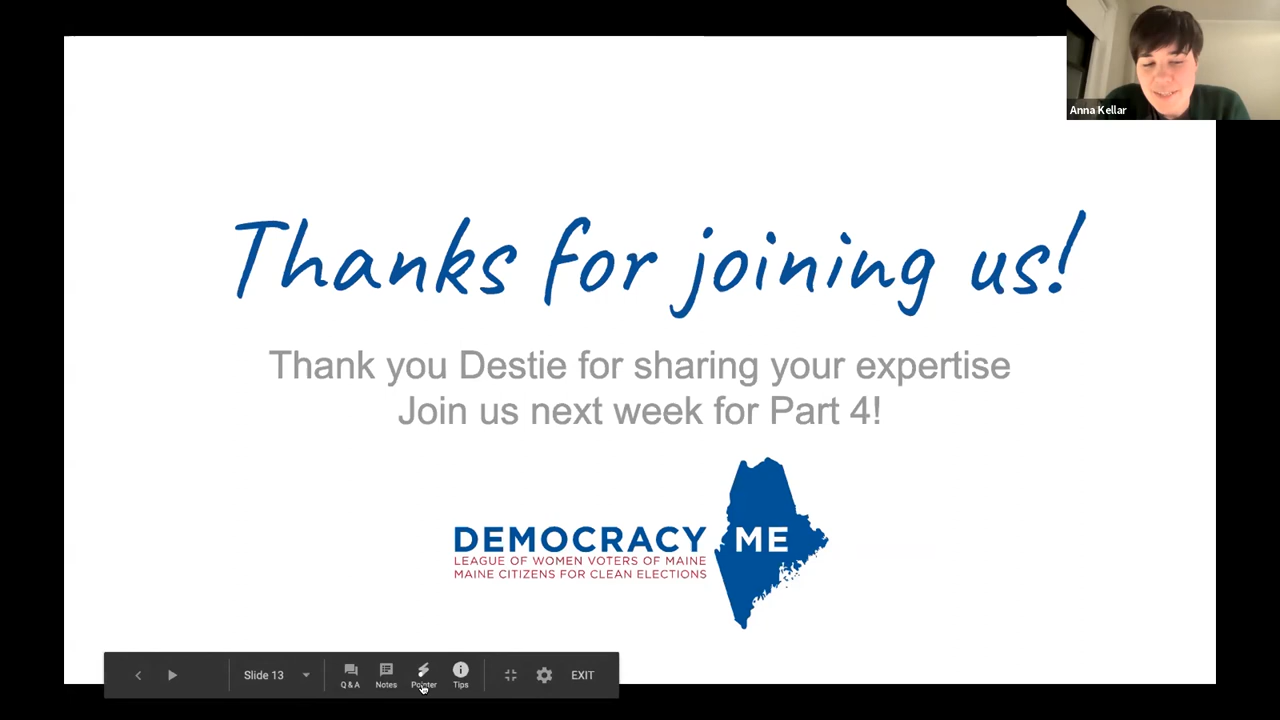 Anna Kellar
Thanks for joining us!
Thank you Destie for sharing your expertise
Join us next week for Part 4!
DEMOCRACY ME
LEAGUE OF WOMEN VOTERS OF MAINE
MAINE CITIZENS FOR CLEAN ELECTIONS
Slide 13
Q & A
Notes
Pointer
Tips
EXIT